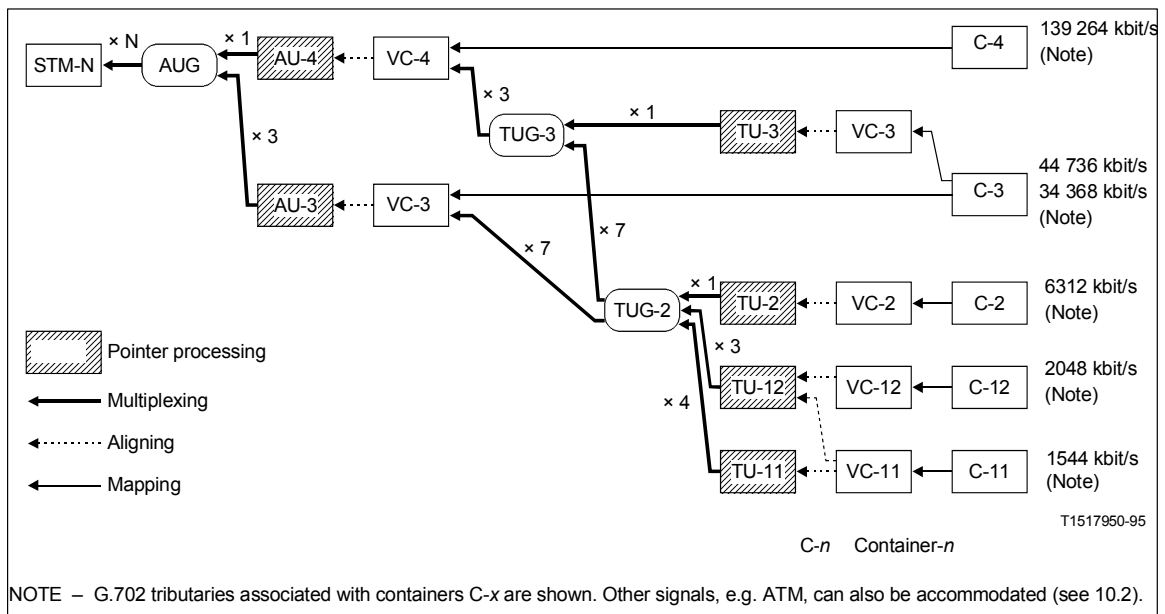 139 264 kbit/s
(Note)
STM-N
× N
AUG
× 1
AU-4
VC-4
C-4
× 3
× 3
TUG-3
× 1
TU-3
VC-3
44 736 kbit/s
34 368 kbit/s
(Note)
AU-3
VC-3
C-3
× 7
× 7
TUG-2
× 1
TU-2
VC-2
C-2
6312 kbit/s
(Note)
Pointer processing
× 3
TU-12
VC-12
C-12
2048 kbit/s
(Note)
Multiplexing
× 4
Aligning
TU-11
VC-11
C-11
1544 kbit/s
(Note)
Mapping
T1517950-95
C-n Container-n
NOTE – G.702 tributaries associated with containers C-x are shown. Other signals, e.g. ATM, can also be accommodated (see 10.2).